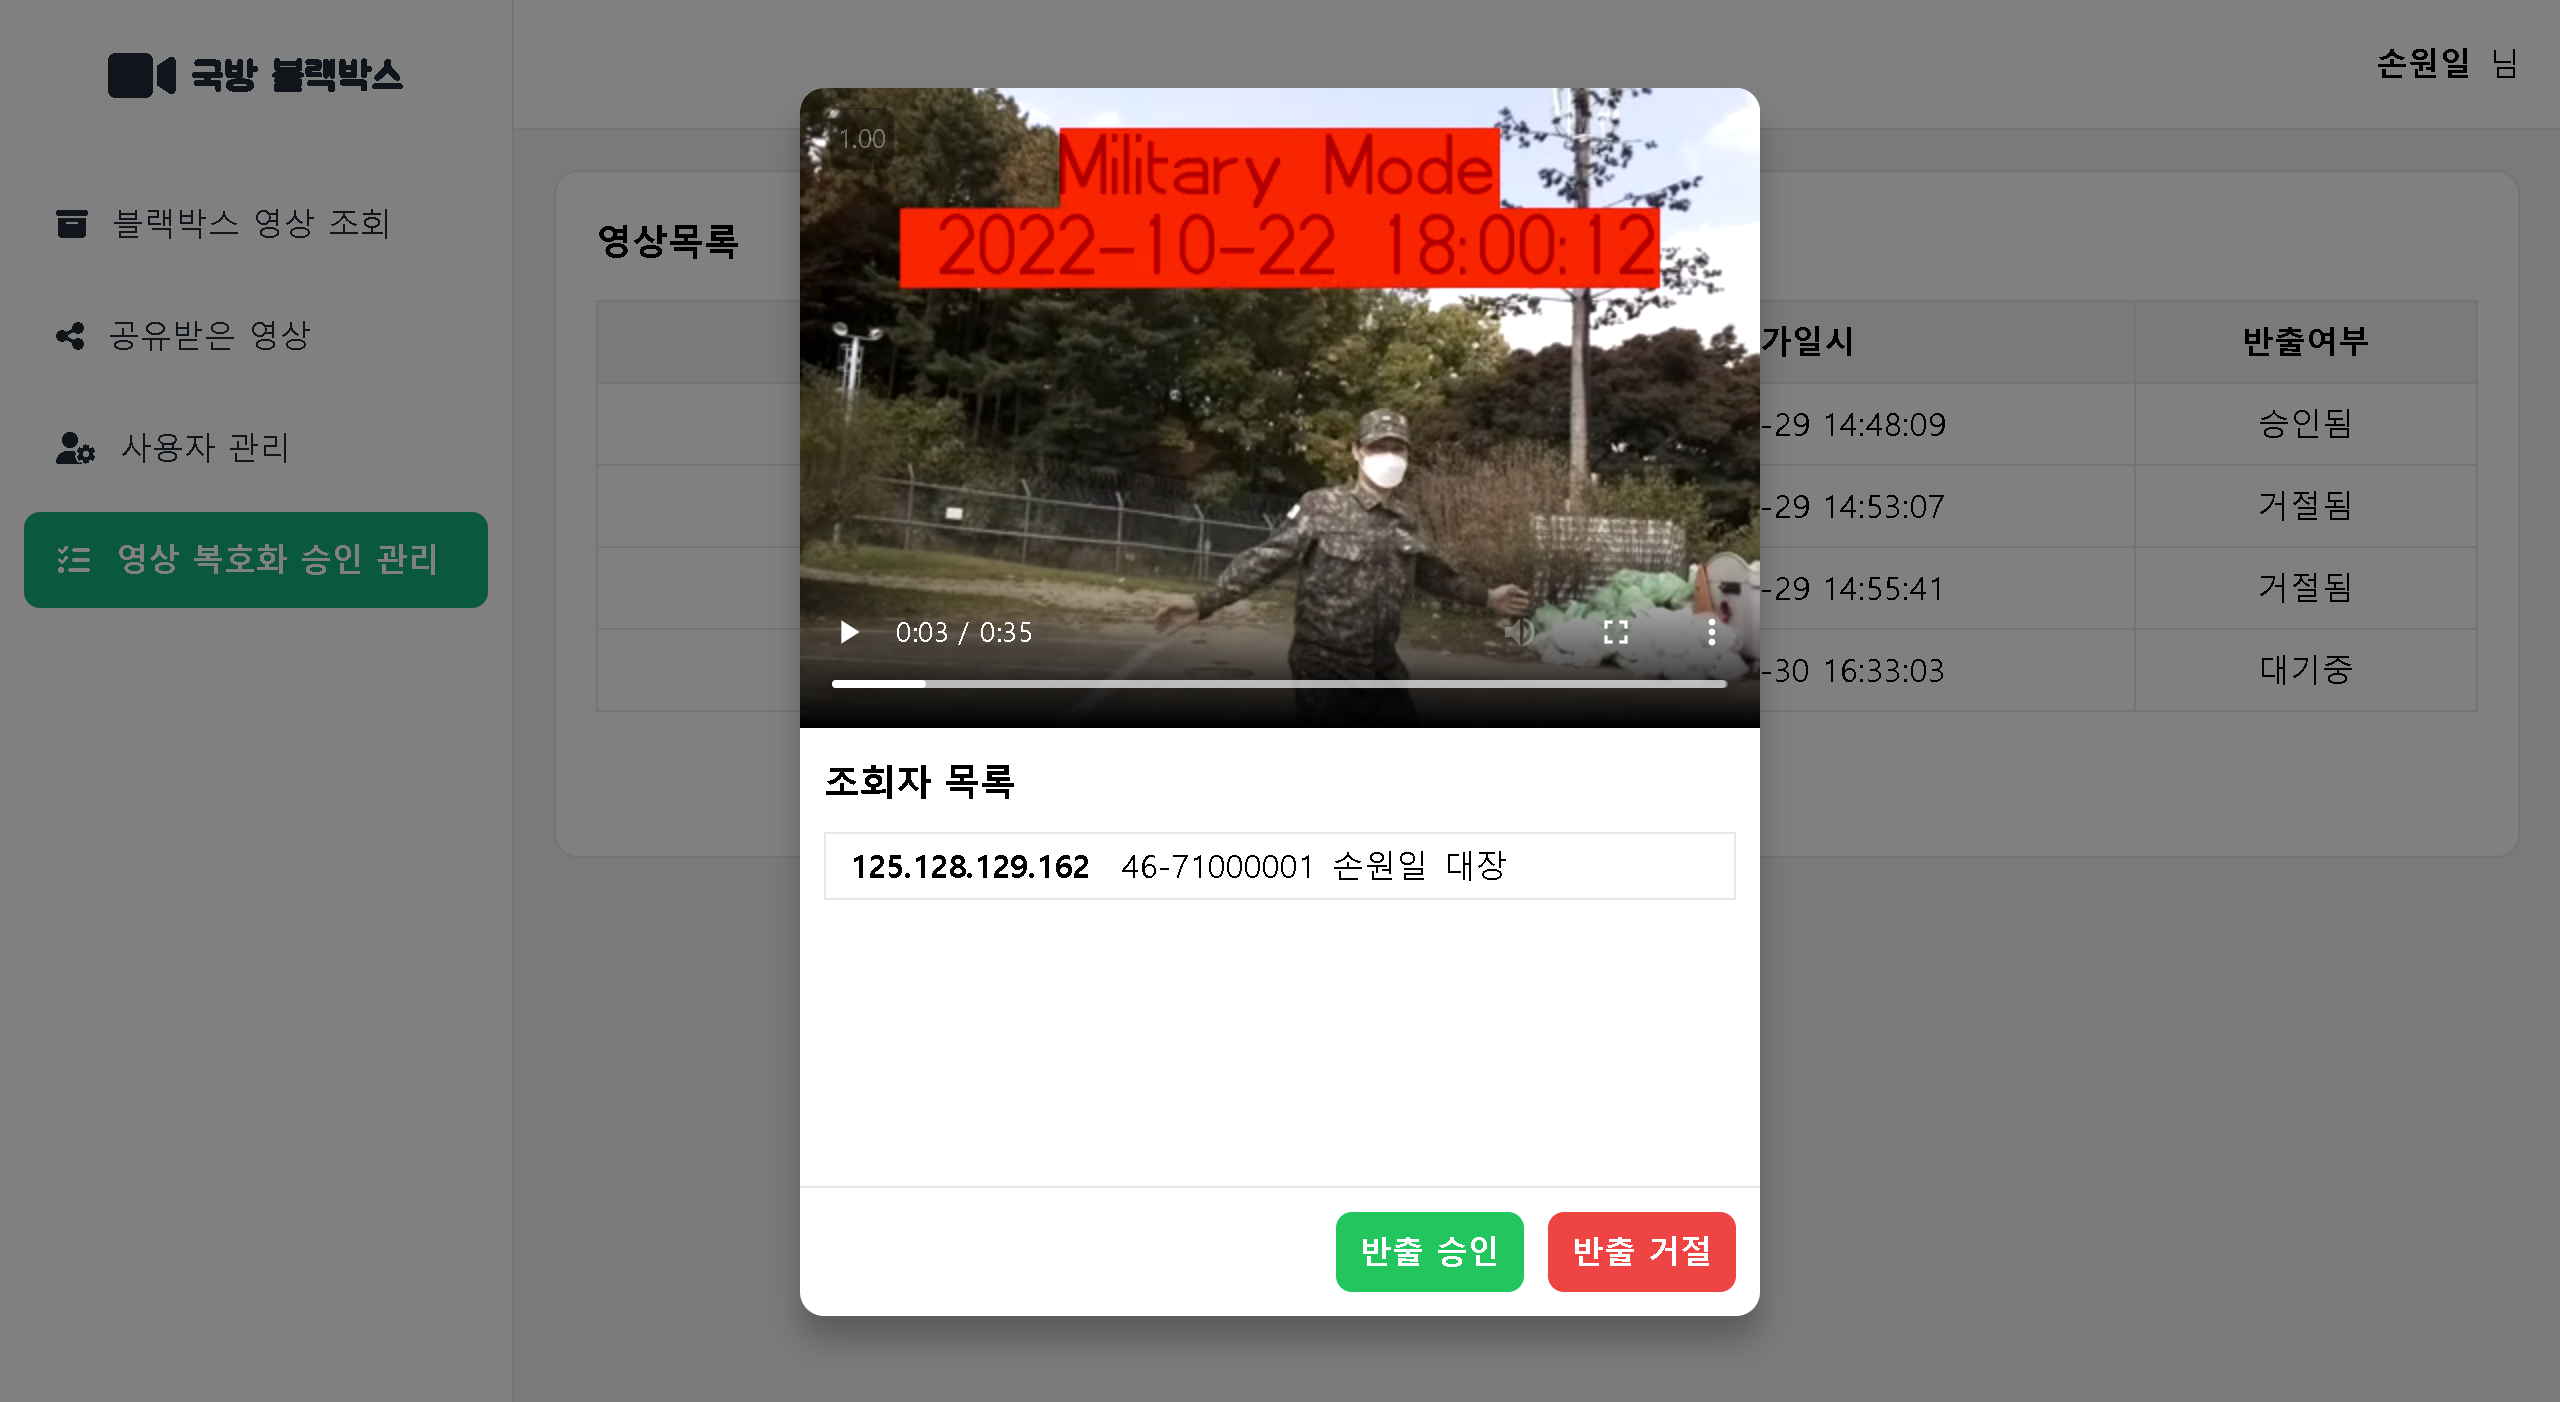 국방 블랙박스
블랙박스 영상 조회
공유받은 영상
사용자 관리
영상 복호화 승인 관리
손원일 님
영상목록
가일시 반출여부
-29 14:48:09 승인됨
-29 14:53:07 거절됨
-29 14:55:41 거절됨
-30 16:33:03 대기중
1.00
Military Mode
2022-10-22 18:00:12
0:03 / 0:35
조회자 목록
125.128.129.162 46-71000001 손원일 대장
반출 승인
반출 거절